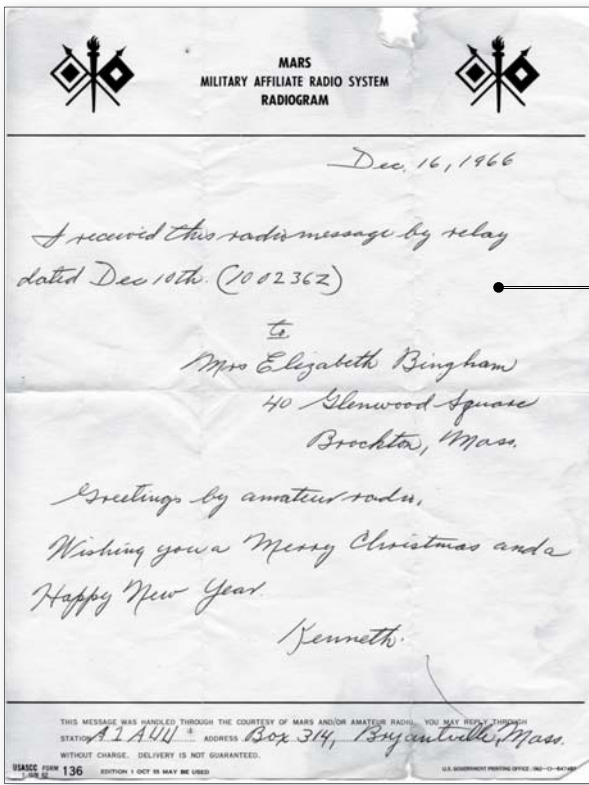 MARS
MILITARY AFFILIATE RADIO SYSTEM
RADIOGRAM
Dec. 16, 1966
I received this radio message by relay
dated Dec 10th. (100236Z)
to
Mrs Elizabeth Bingham
40 Glenwood Square
Brockton, Mass.
Greetings by amateur radio,
Wishing you a Merry Christmas and a
Happy New Year.
Kenneth.
THIS MESSAGE WAS HANDLED THROUGH THE COURTESY OF MARS AND/OR AMATEUR RADIO. YOU MAY REPLY THROUGH
STATION ADDRESS Box 314, Bryantville, Mass.
WITHOUT CHARGE. DELIVERY IS NOT GUARANTEED.
USASCC FORM 136 EDITION 1 OCT 55 MAY BE USED
U.S. GOVERNMENT PRINTING OFFICE